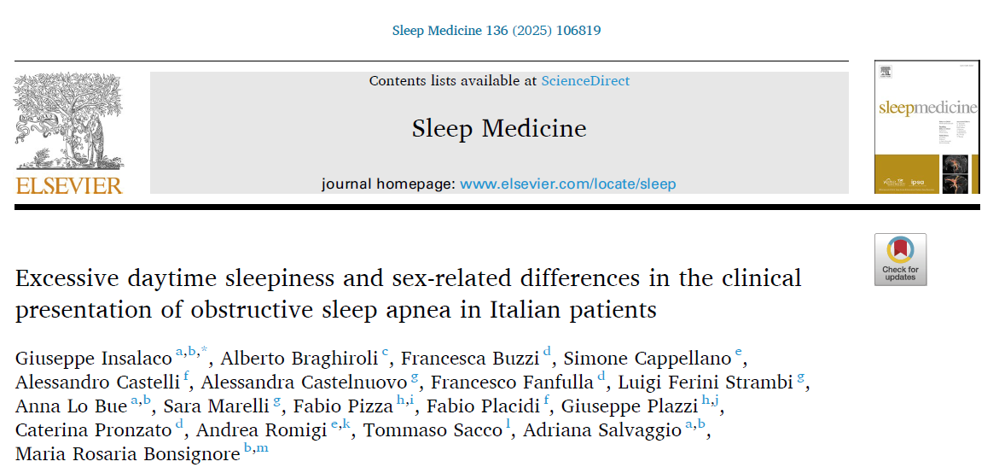 Sleep Medicine 136 (2025) 106819
Contents lists available at ScienceDirect
Sleep Medicine
journal homepage: www.elsevier.com/locate/sleep
ELSEVIER
sleepmedicine
ipsa
Check for
updates
Excessive daytime sleepiness and sex-related differences in the clinical
presentation of obstructive sleep apnea in Italian patients
Giuseppe Insalaco a,b,*, Alberto Braghiroli c, Francesca Buzzi d, Simone Cappellano e,
Alessandro Castelli f, Alessandra Castelnuovo g, Francesco Fanfulla d, Luigi Ferini Strambi g,
Anna Lo Bue a,b, Sara Marelli g, Fabio Pizza h,i, Fabio Placidi f, Giuseppe Plazzi h,j,
Caterina Pronzato d, Andrea Romigi e,k, Tommaso Sacco l, Adriana Salvaggio a,b,
Maria Rosaria Bonsignore b,m